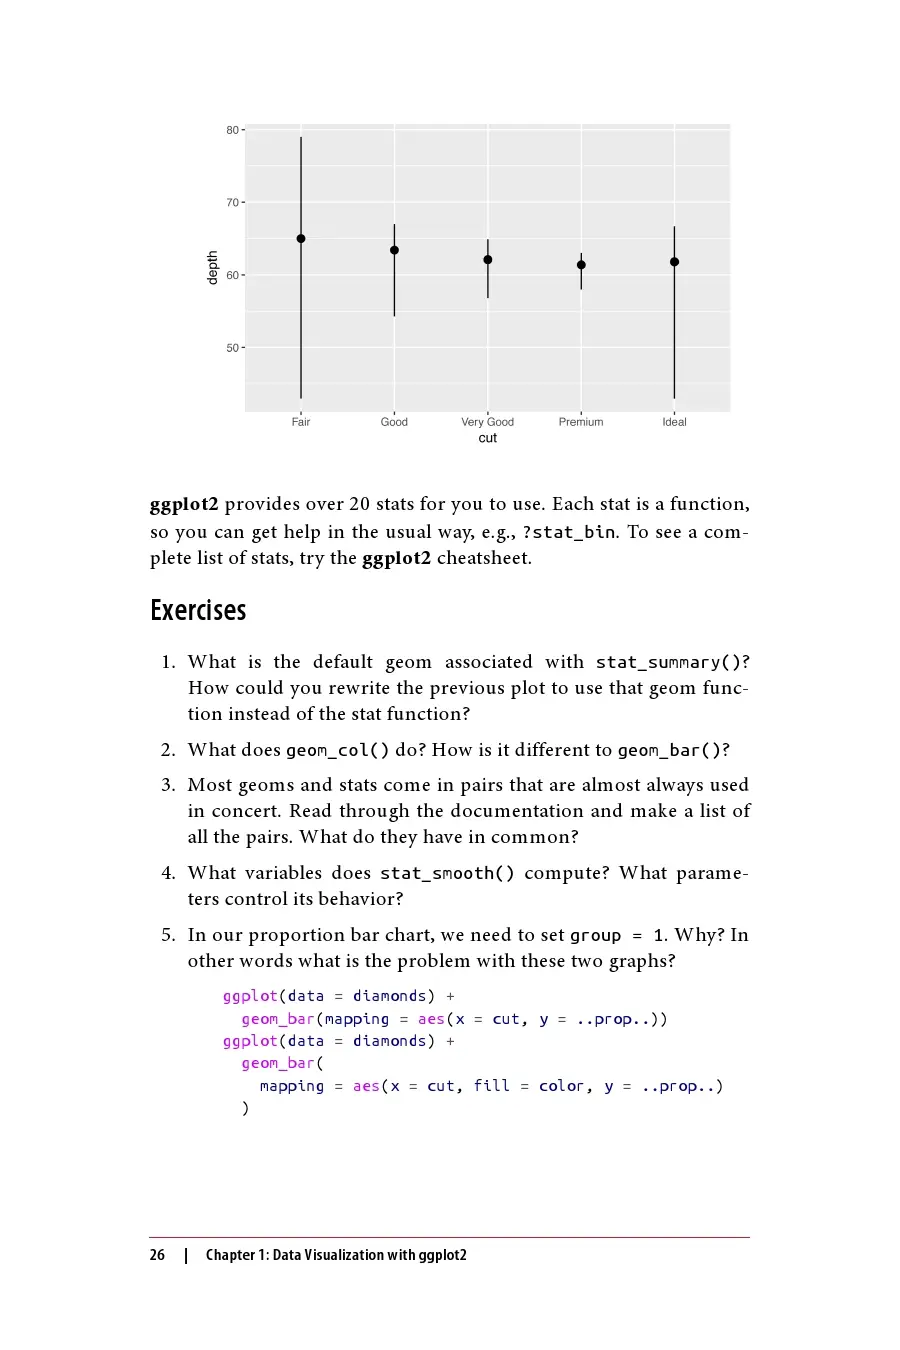 80
70
60
50
depth
Fair Good Very Good Premium Ideal
cut
ggplot2 provides over 20 stats for you to use. Each stat is a function,
so you can get help in the usual way, e.g., ?stat_bin. To see a com-
plete list of stats, try the ggplot2 cheatsheet.
Exercises
1. What is the default geom associated with stat_summary()?
How could you rewrite the previous plot to use that geom func-
tion instead of the stat function?
2. What does geom_col() do? How is it different to geom_bar()?
3. Most geoms and stats come in pairs that are almost always used
in concert. Read through the documentation and make a list of
all the pairs. What do they have in common?
4. What variables does stat_smooth() compute? What parame-
ters control its behavior?
5. In our proportion bar chart, we need to set group = 1. Why? In
other words what is the problem with these two graphs?
ggplot(data = diamonds) +
  geom_bar(mapping = aes(x = cut, y = ..prop..))
ggplot(data = diamonds) +
  geom_bar(
    mapping = aes(x = cut, fill = color, y = ..prop..)
  )
26 | Chapter 1: Data Visualization with ggplot2